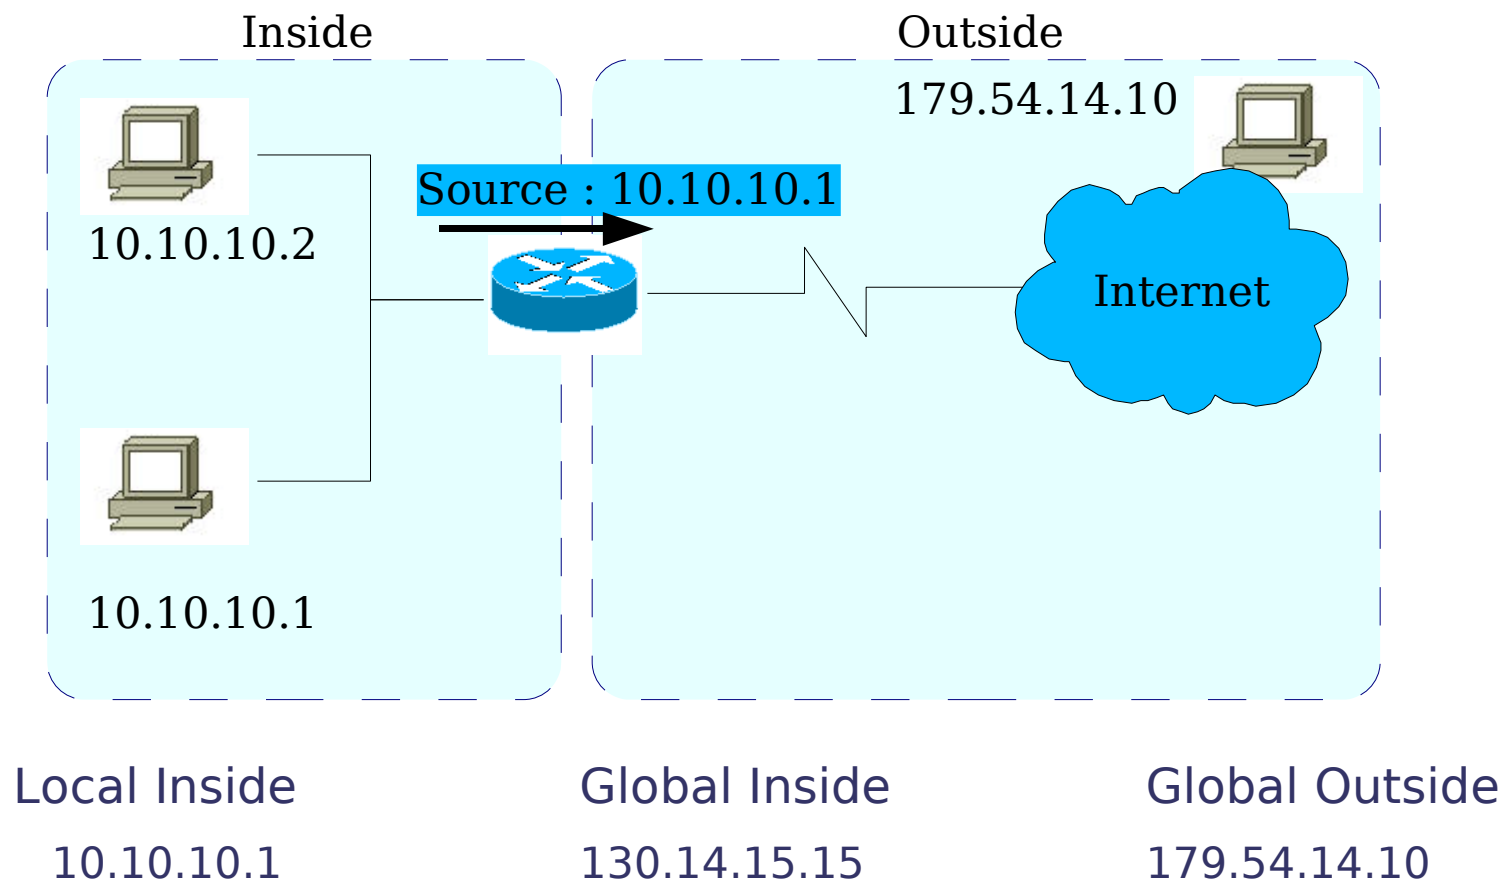 Inside
Outside
179.54.14.10
Source : 10.10.10.1
10.10.10.2
Internet
10.10.10.1
Local Inside
Global Inside
Global Outside
10.10.10.1
130.14.15.15
179.54.14.10